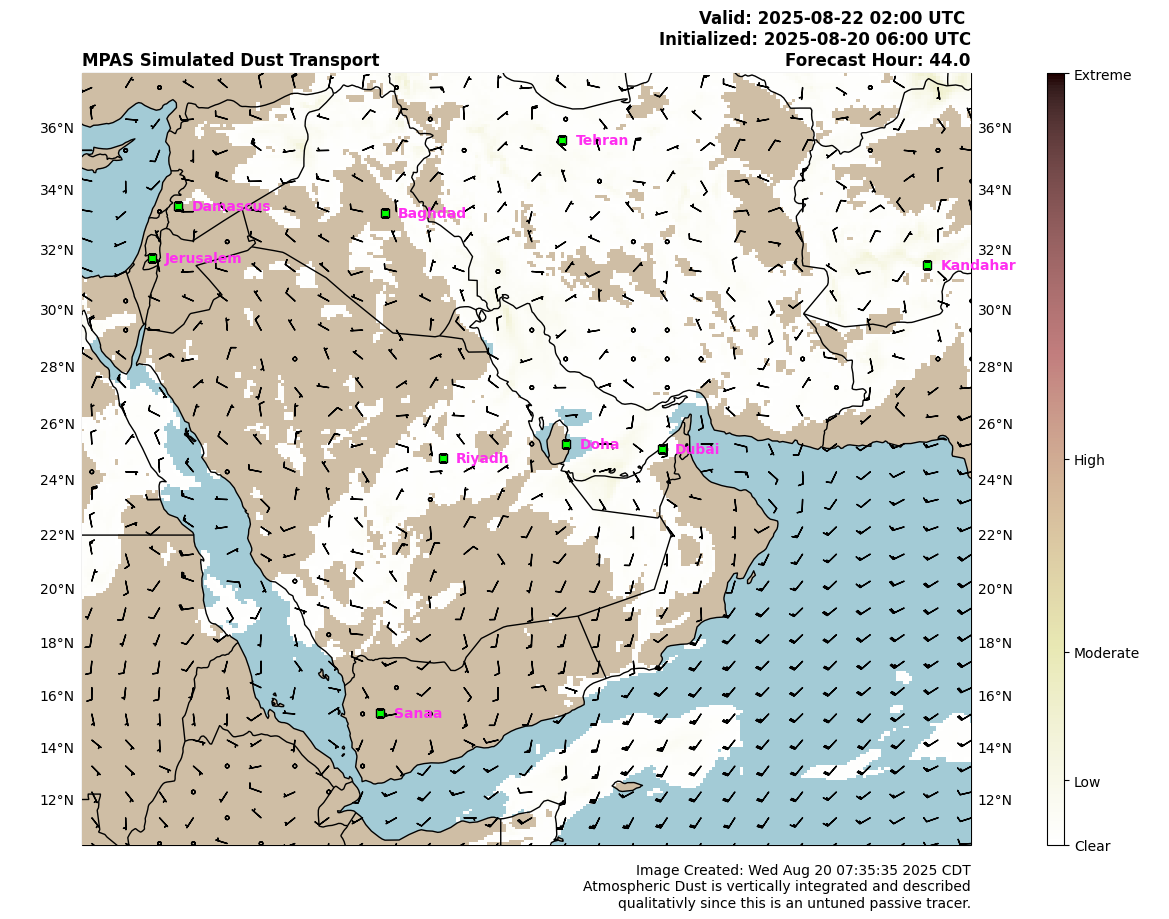 Valid: 2025-08-22 02:00 UTC
Initialized: 2025-08-20 06:00 UTC
MPAS Simulated Dust Transport
Forecast Hour: 44.0
Extreme
36°N
Tehran
36°N
34°N
Damascus
Baghdad
34°N
32°N
Jerusalem
32°N
Kandahar
30°N
30°N
28°N
28°N
26°N
Doha
Dubai
26°N
Riyadh
High
24°N
24°N
22°N
22°N
20°N
20°N
18°N
18°N
Moderate
16°N
16°N
Sanaa
14°N
14°N
Low
12°N
12°N
Clear
Image Created: Wed Aug 20 07:35:35 2025 CDT
Atmospheric Dust is vertically integrated and described
qualitativly since this is an untuned passive tracer.